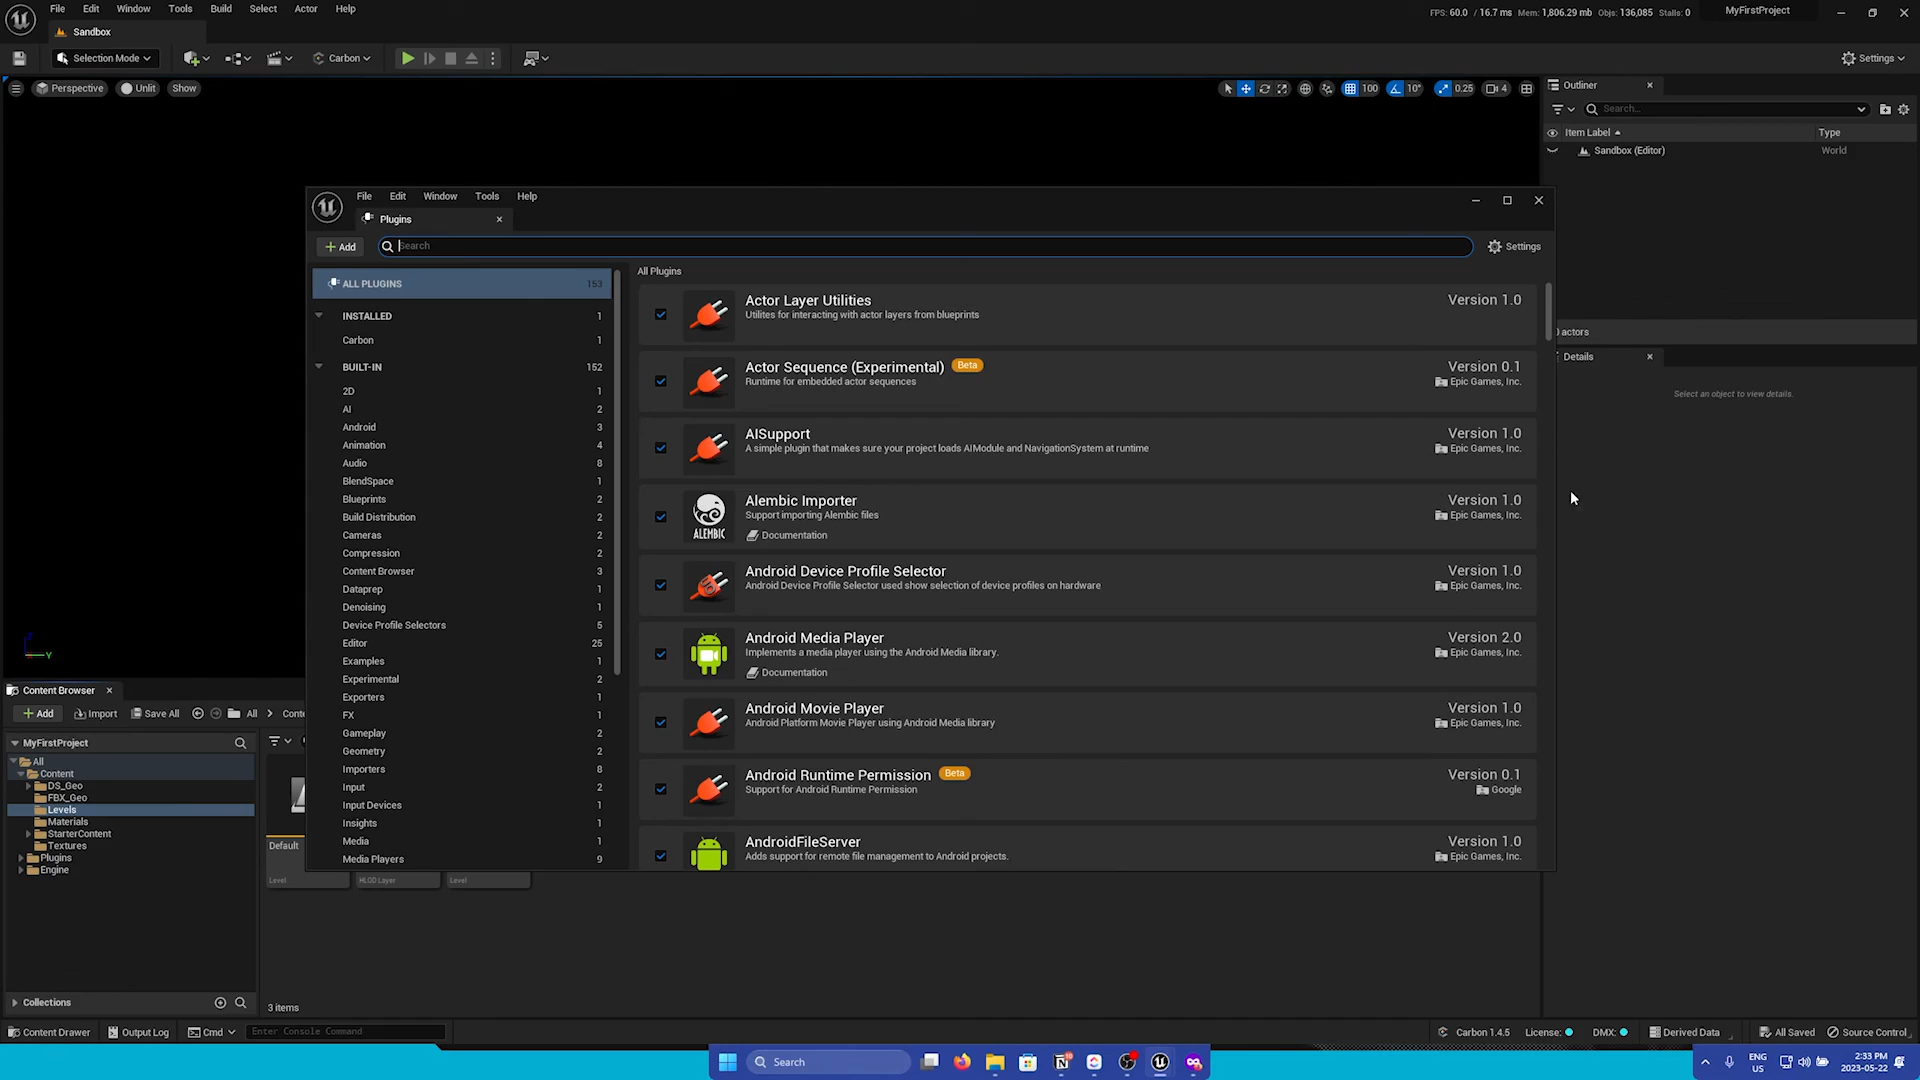 File Edit Window Tools Build Select Actor Help
FPS: 60.0 / 16.7 ms Mem: 1,806.29 mb Objs: 136,085 Stalls: 0
MyFirstProject
Sandbox
Selection Mode
Carbon
Settings
Perspective Unlit Show
100 10° 0.25 4
Outliner
Search...
Item Label Type
Sandbox (Editor) World
actors
Details
Select an object to view details.
File Edit Window Tools Help
Plugins
Add
Search
Settings
ALL PLUGINS 153
INSTALLED 1
Carbon 1
BUILT-IN 152
2D 1
AI 2
Android 3
Animation 4
Audio 8
BlendSpace 1
Blueprints 2
Build Distribution 2
Cameras 2
Compression 2
Content Browser 3
Dataprep 1
Denoising 1
Device Profile Selectors 5
Editor 25
Examples 1
Experimental 2
Exporters 1
FX 1
Gameplay 2
Geometry 2
Importers 8
Input 2
Input Devices 1
Insights 1
Media 1
Media Players 9
All Plugins
Actor Layer Utilities Version 1.0
Utilites for interacting with actor layers from blueprints
Actor Sequence (Experimental) Beta Version 0.1
Runtime for embedded actor sequences Epic Games, Inc.
AISupport Version 1.0
A simple plugin that makes sure your project loads AIModule and NavigationSystem at runtime Epic Games, Inc.
ALEMBIC
Alembic Importer Version 1.0
Support importing Alembic files Epic Games, Inc.
Documentation
Android Device Profile Selector Version 1.0
Android Device Profile Selector used show selection of device profiles on hardware Epic Games, Inc.
Android Media Player Version 2.0
Implements a media player using the Android Media library. Epic Games, Inc.
Documentation
Android Movie Player Version 1.0
Android Platform Movie Player using Android Media library Epic Games, Inc.
Android Runtime Permission Beta Version 0.1
Support for Android Runtime Permission Google
AndroidFileServer Version 1.0
Adds support for remote file management to Android projects. Epic Games, Inc.
Y
Content Browser
Add Import Save All All Conte
MyFirstProject
All
Content
DS_Geo
FBX_Geo
Levels
Materials
StarterContent
Textures
Plugins
Engine
Default
Level HLOD Layer Level
Collections
3 items
Content Drawer Output Log Cmd Enter Console Command
Carbon 1.4.5 License: DMX: Derived Data All Saved Source Control
Search
ENG
US
2:33 PM
2023-05-22